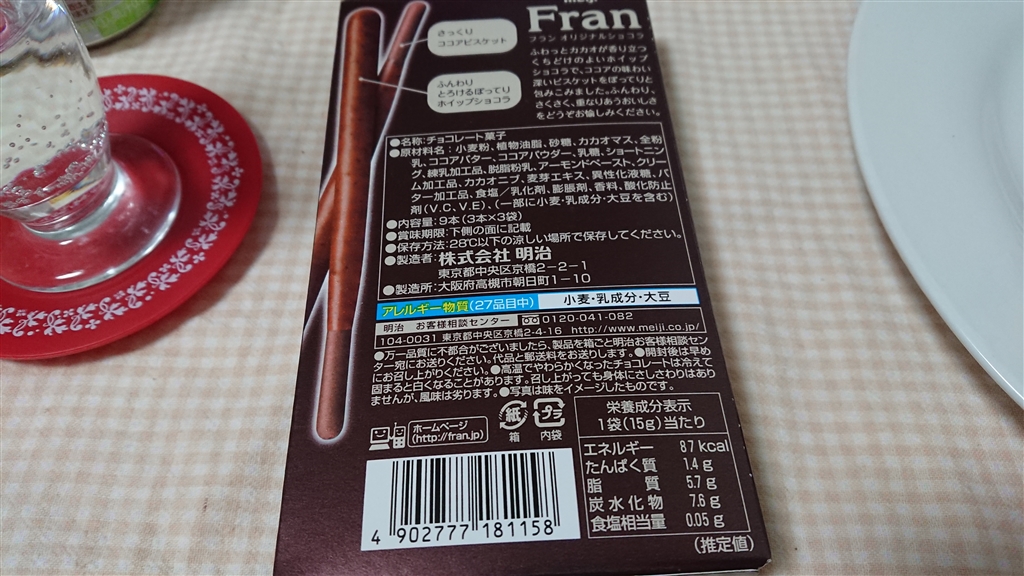 meiji
Fran
フラン オリジナルショコラ
さっくり
ココアビスケット
ふんわり
とろけるぼってり
ホイップショコラ
ふわっとカカオが香り立つ
くちどけのよいホイップ
ショコラで、ココアの味わい
深いビスケットをぼってりと
包みこみました。ふんわり、
さくさく、重なりあうおいしさ
をどうぞお愉しみください。
●名称:チョコレート菓子
●原材料名:小麦粉、植物油脂、砂糖、カカオマス、全粉
乳、ココアバター、ココアパウダー、乳糖、ショートニン
グ、練乳加工品、脱脂粉乳、アーモンドペースト、クリー
ム加工品、カカオニブ、麦芽エキス、異性化液糖、バ
ター加工品、食塩/乳化剤、膨脹剤、香料、酸化防止
剤(V.C、V.E)、(一部に小麦・乳成分・大豆を含む)
●内容量:9本(3本×3袋)
●賞味期限:下側の面に記載
●保存方法:28℃以下の涼しい場所で保存してください。
●製造者:株式会社 明治
東京都中央区京橋2-2-1
●製造所:大阪府高槻市朝日町1-10
アレルギー物質(27品目中) 小麦・乳成分・大豆
明治 お客様相談センター 0120-041-082
104-0031 東京都中央区京橋2-4-16 http://www.meiji.co.jp/
●万一品質に不都合がございましたら、製品を箱ごと明治お客様相談セン
ター宛にお送りください。代品と郵送料をお送りします。●開封後は早め
にお召し上がりください。●高温でやわらかくなったチョコレートは冷えて
固まると白くなることがあります。召し上がっても身体にさしさわりはあり
ませんが、風味は劣ります。●写真は味をイメージしたものです。
ホームページ
(http://fran.jp)
紙
箱
プラ
内袋
栄養成分表示
1袋(15g)当たり
エネルギー 87 kcal
たんぱく質 1.4 g
脂質 5.7 g
炭水化物 7.6 g
食塩相当量 0.05 g
(推定値)
4 902777 181158